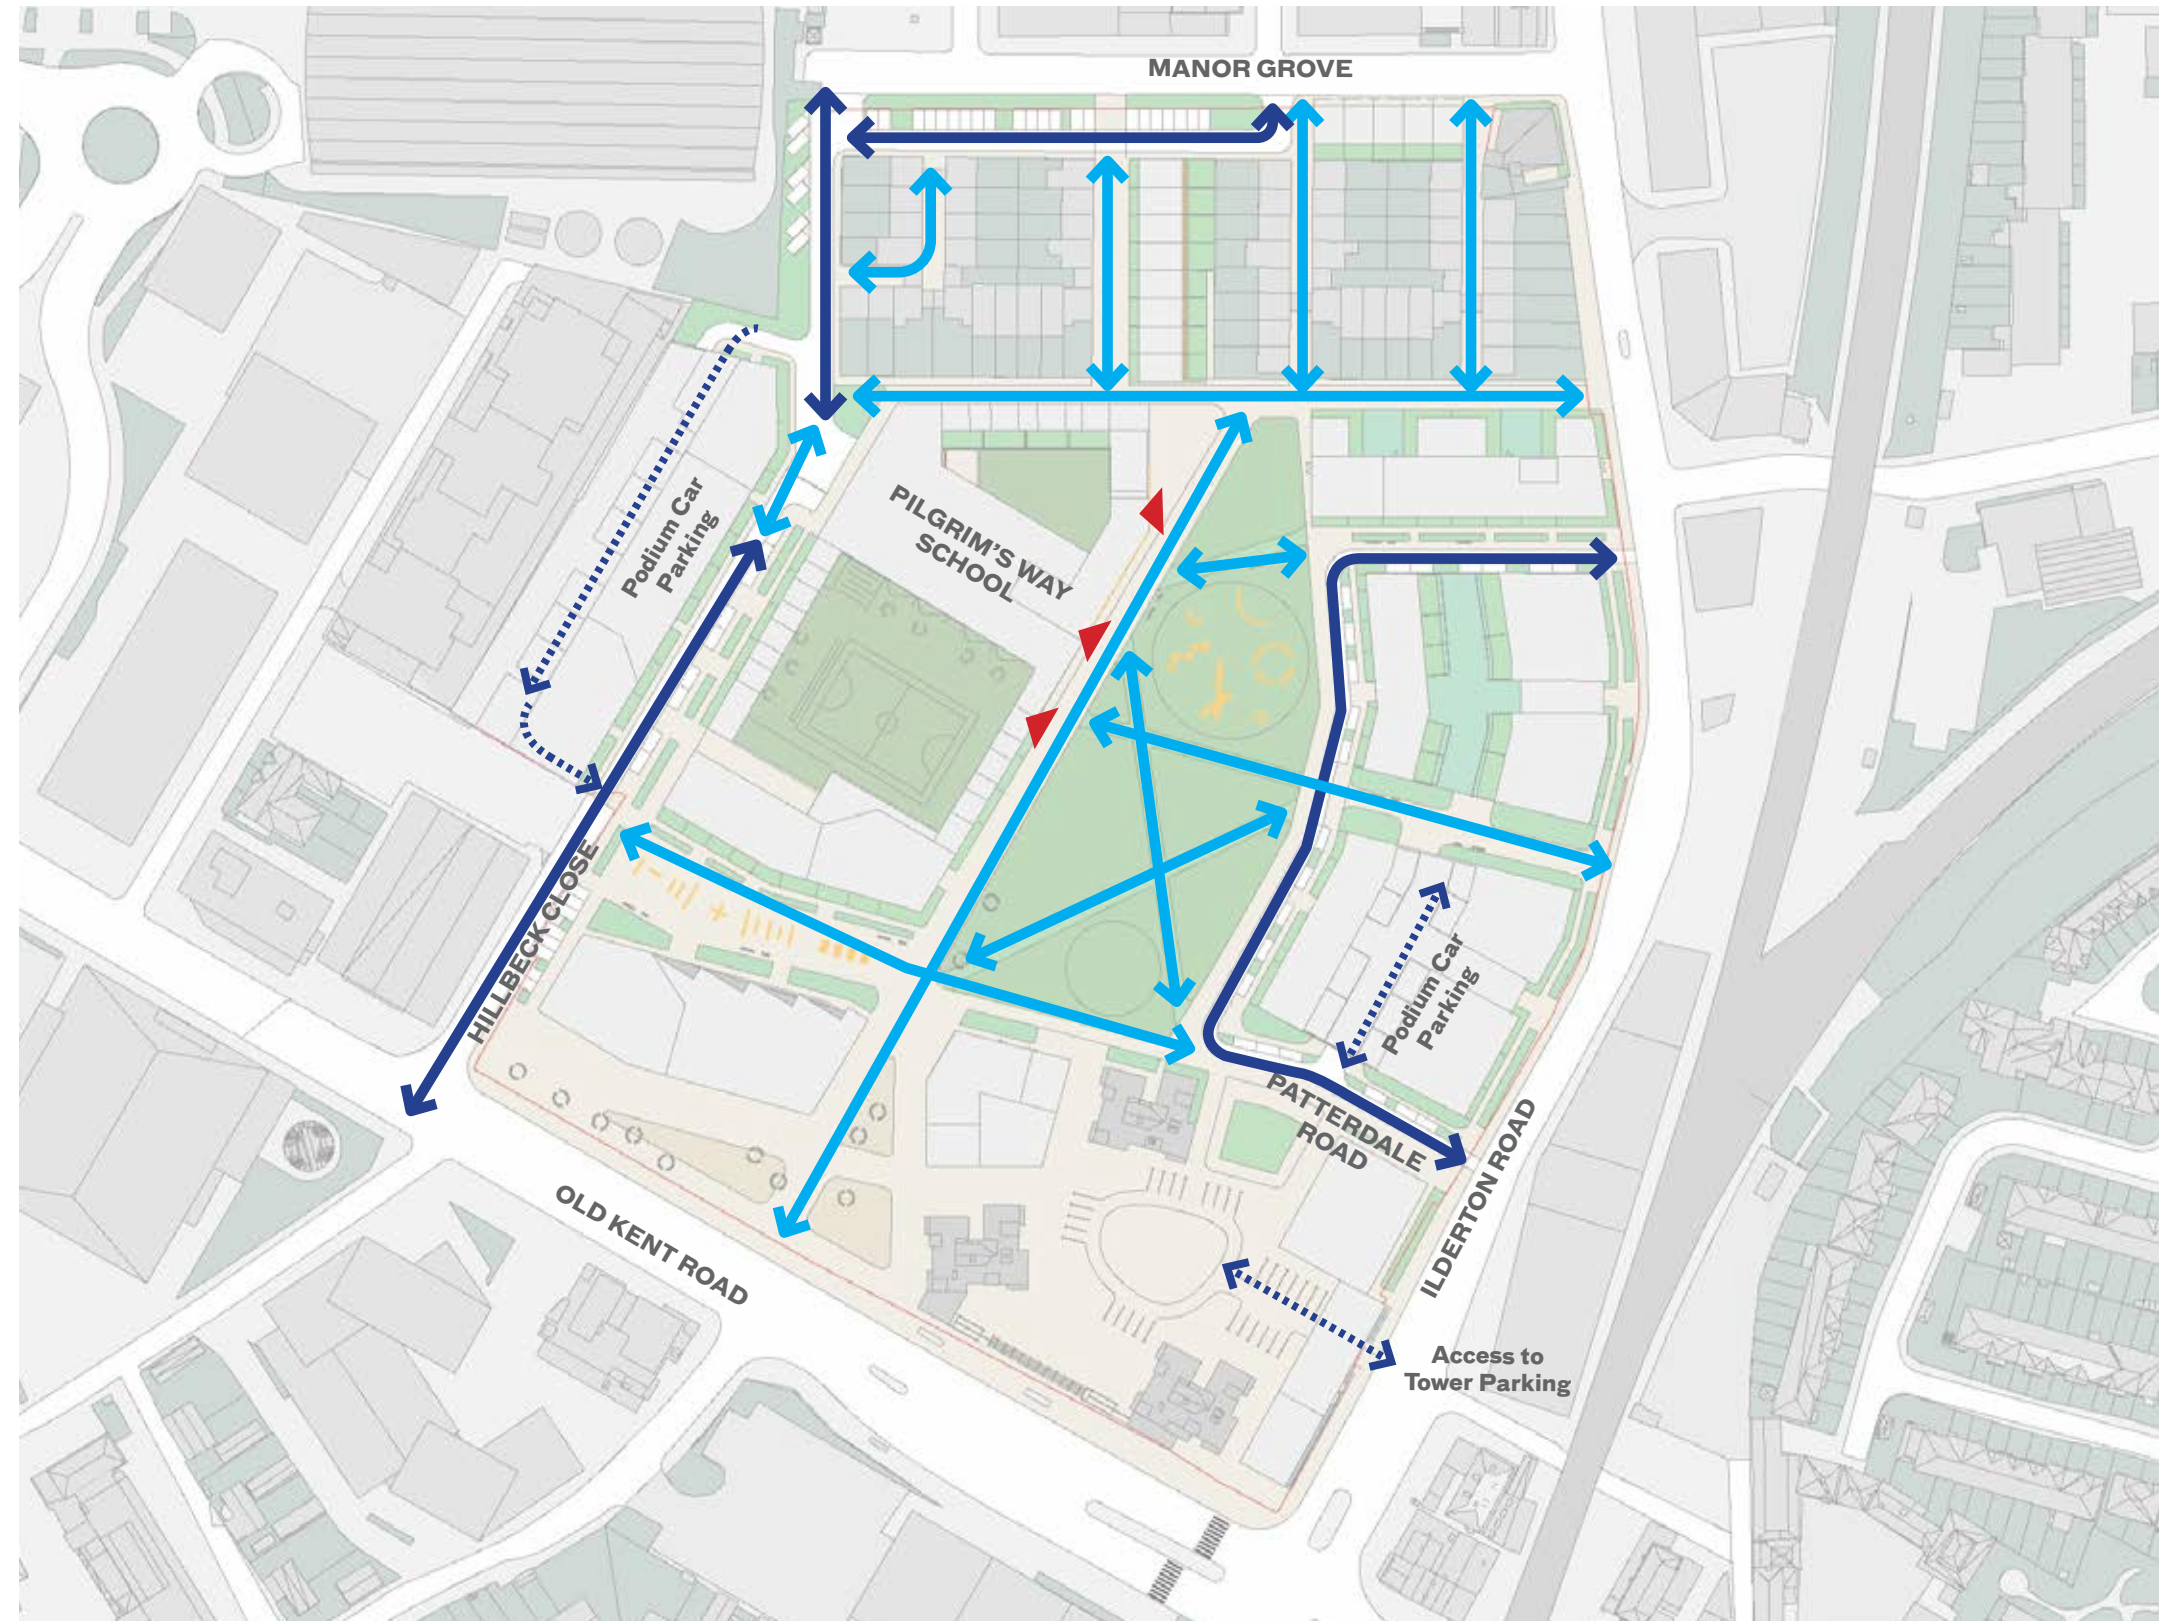 MANOR GROVE
Podium Car
Parking
PILGRIM'S WAY
SCHOOL
HILLBECK CLOSE
Podium Car
Parking
PATTERDALE
ROAD
ILDERTON ROAD
OLD KENT ROAD
Access to
Tower Parking